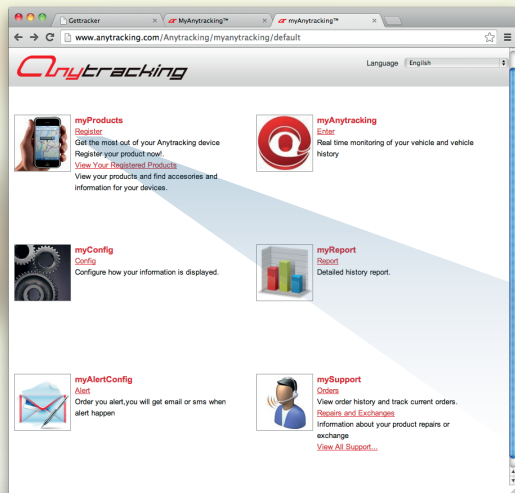 Gettracker
MyAnytracking™
myAnytracking™
www.anytracking.com/Anytracking/myanytracking/default
Anytracking
Language English
myProducts
Register
Get the most out of your Anytracking device
Register your product now!.
View Your Registered Products
View your products and find accesories and
information for your devices.
myAnytracking
Enter
Real time monitoring of your vehicle and vehicle
history
myConfig
Config
Configure how your information is displayed.
myReport
Report
Detailed history report.
myAlertConfig
Alert
Order you alert,you will get email or sms when
alert happen
mySupport
Orders
View order history and track current orders.
Repairs and Exchanges
Information about your product repairs or
exchange
View All Support...